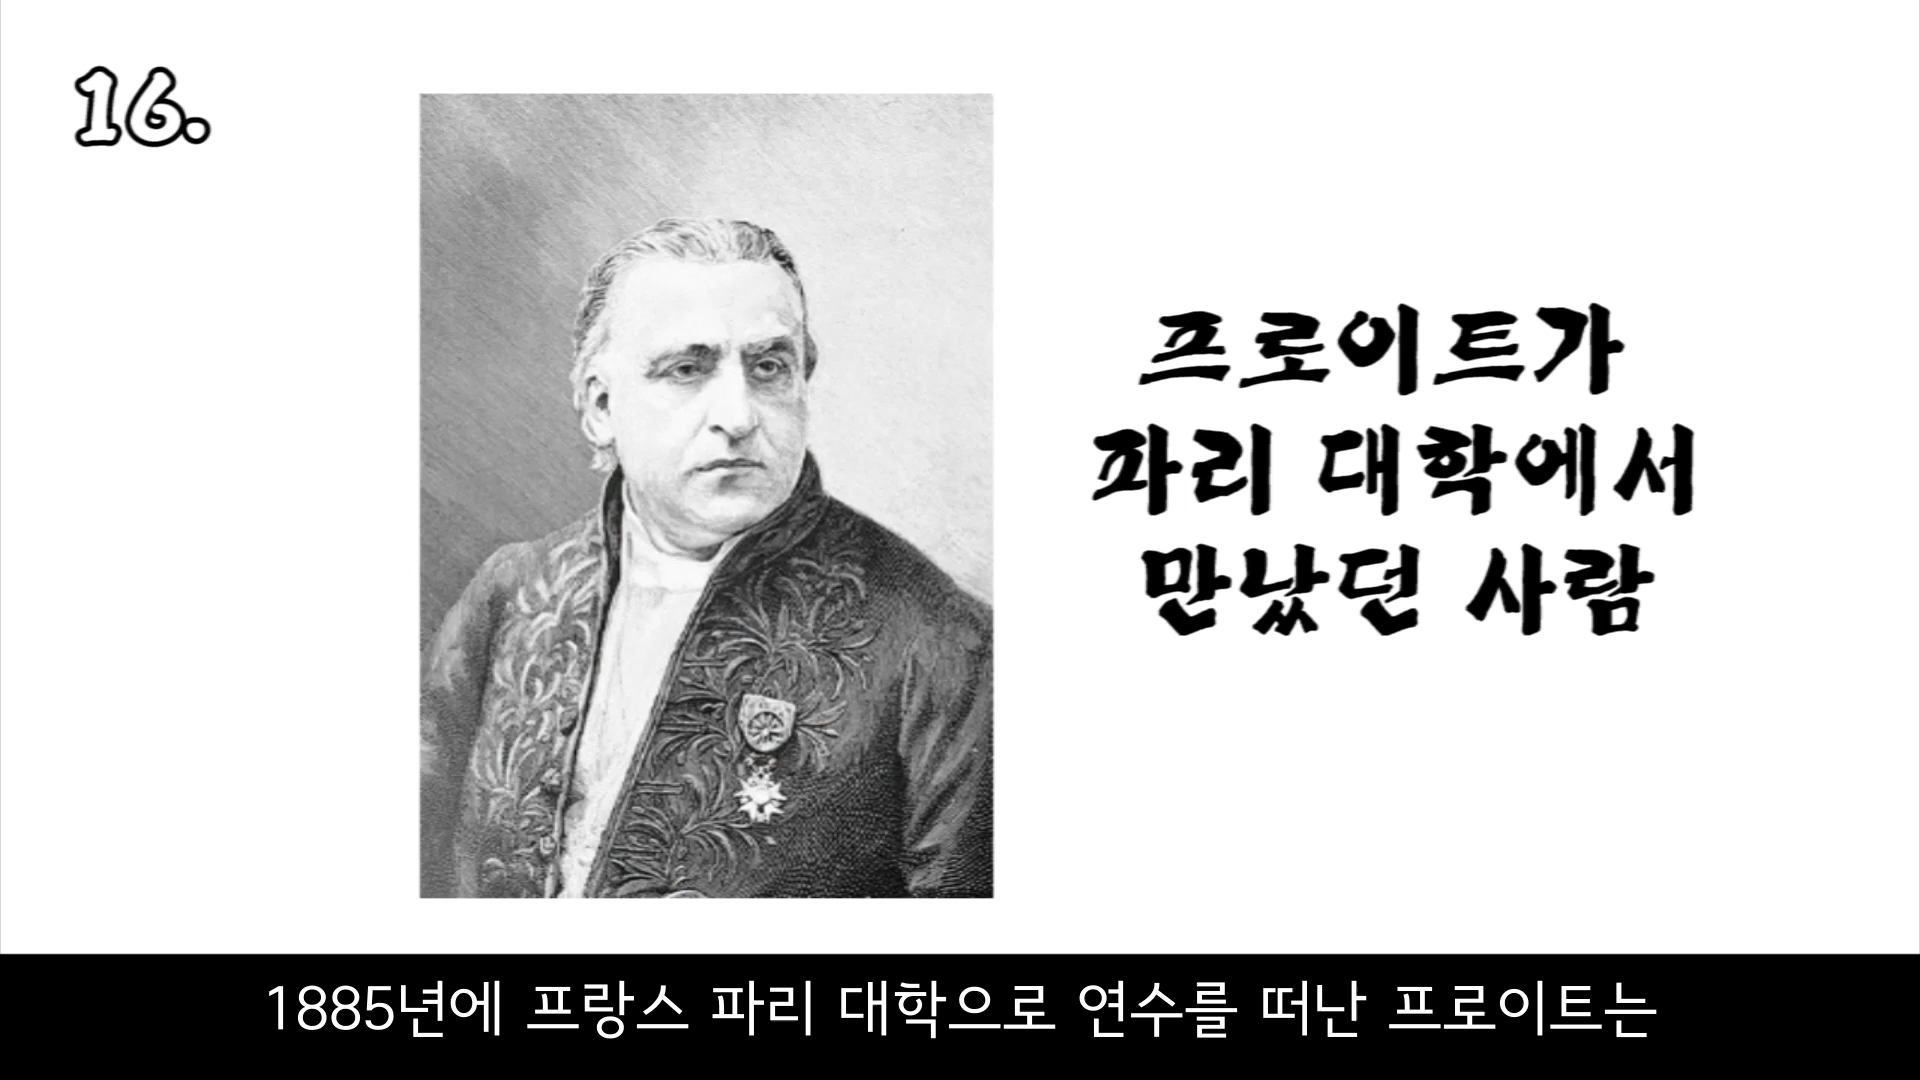 16.
프로이트가
파리 대학에서
만났던 사람
1885년에 프랑스 파리 대학으로 연수를 떠난 프로이트는